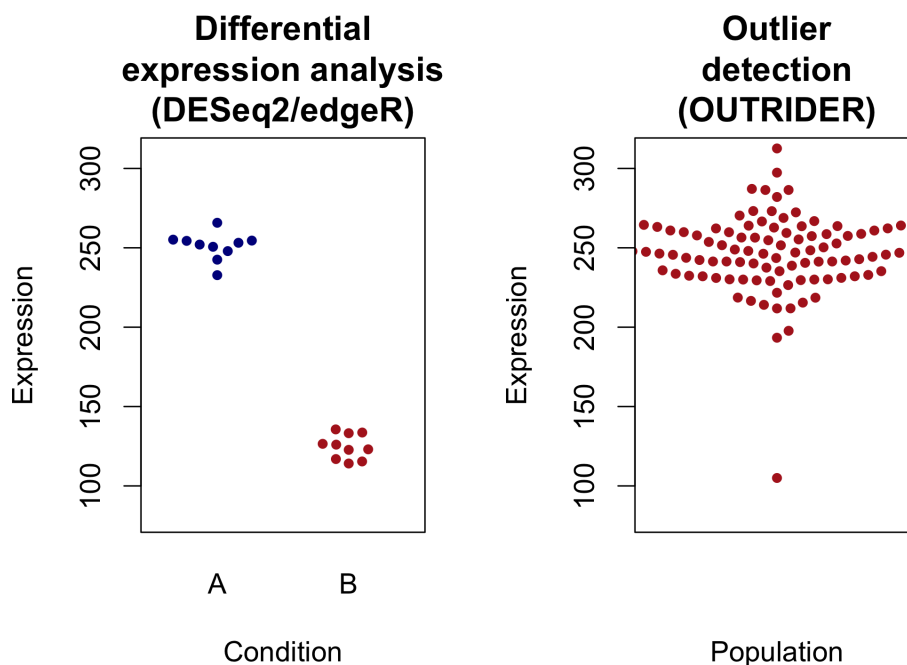 Differential
expression analysis
(DESeq2/edgeR)
300
250
200
150
100
Expression
A
B
Condition
Outlier
detection
(OUTRIDER)
300
250
200
150
100
Expression
Population